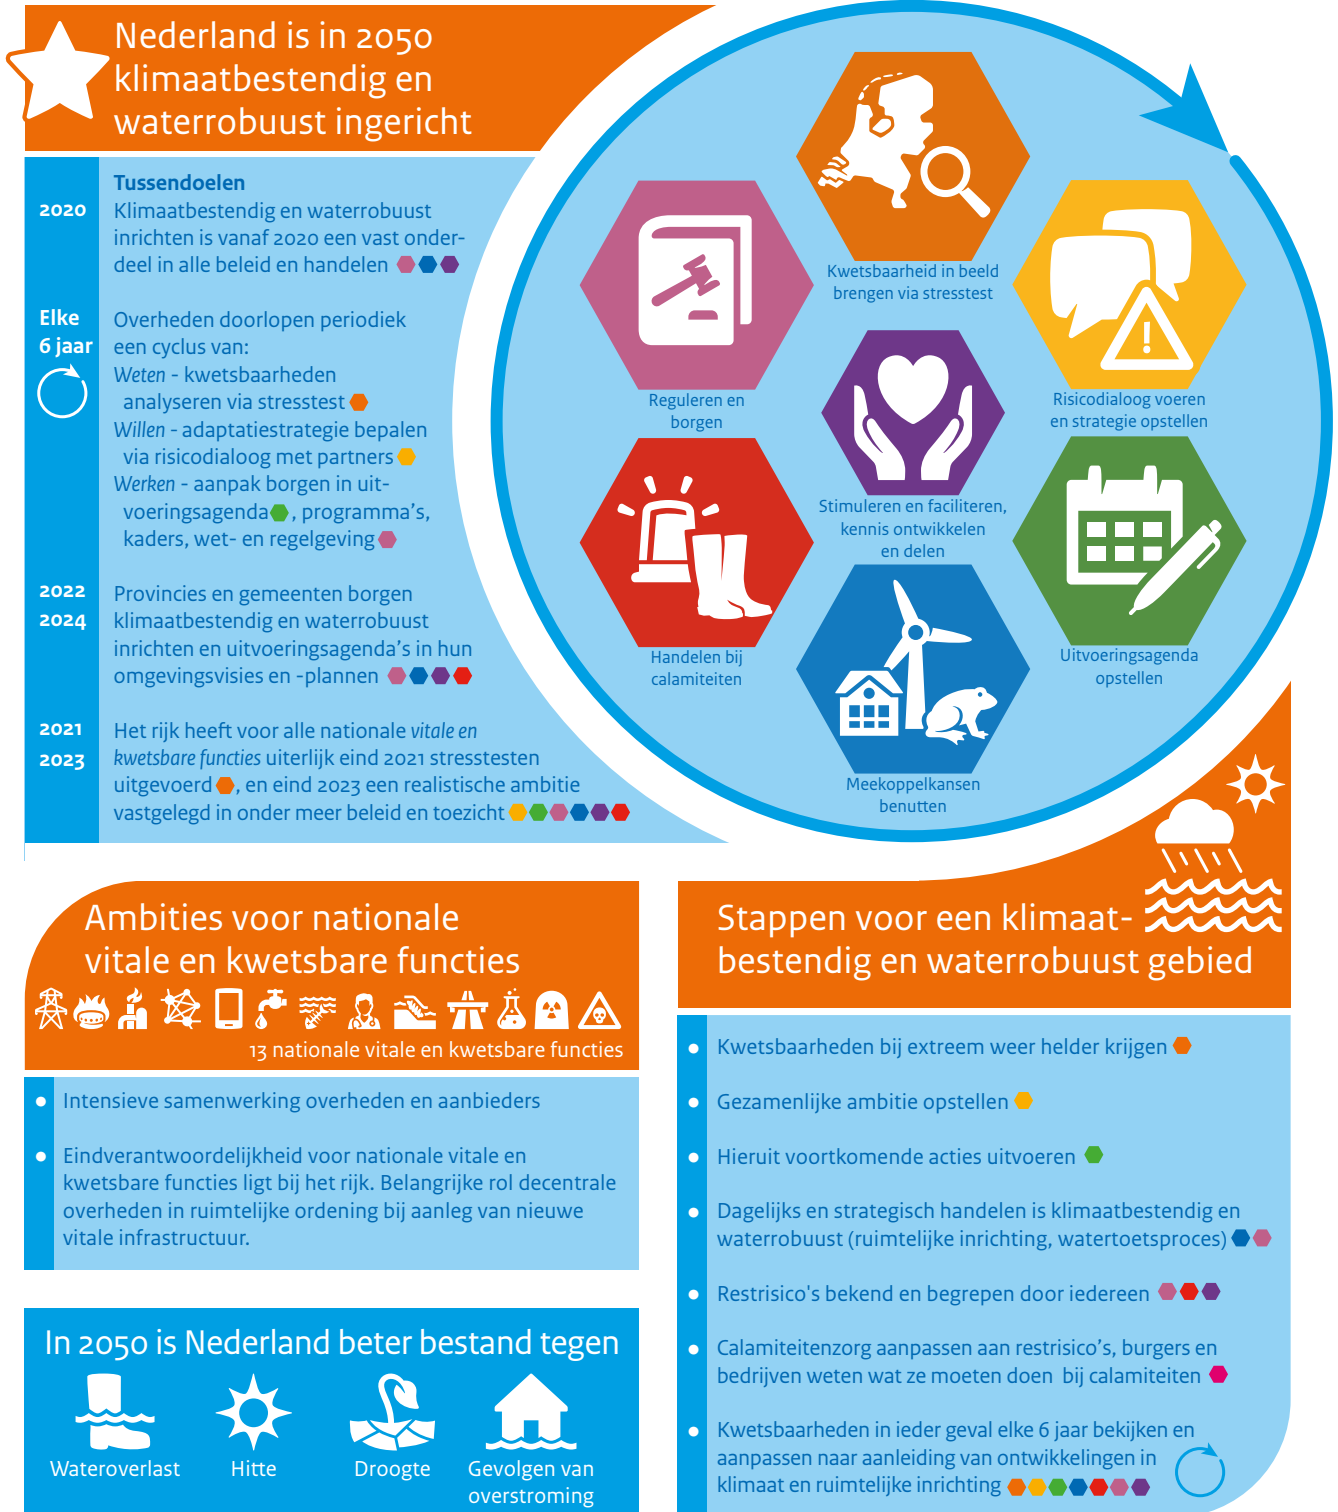 Nederland is in 2050
klimaatbestendig en
waterrobuust ingericht
Tussendoelen
2020
Klimaatbestendig en waterrobuust
inrichten is vanaf 2020 een vast onder-
deel in alle beleid en handelen
Elke
6 jaar
Overheden doorlopen periodiek
een cyclus van:
Weten - kwetsbaarheden
analyseren via stresstest
Willen - adaptatiestrategie bepalen
via risicodialoog met partners
Werken - aanpak borgen in uit-
voeringsagenda , programma's,
kaders, wet- en regelgeving
2022
2024
Provincies en gemeenten borgen
klimaatbestendig en waterrobuust
inrichten en uitvoeringsagenda's in hun
omgevingsvisies en -plannen
2021
2023
Het rijk heeft voor alle nationale vitale en
kwetsbare functies uiterlijk eind 2021 stresstesten
uitgevoerd , en eind 2023 een realistische ambitie
vastgelegd in onder meer beleid en toezicht
Kwetsbaarheid in beeld
brengen via stresstest
Risicodialoog voeren
en strategie opstellen
Reguleren en
borgen
Stimuleren en faciliteren,
kennis ontwikkelen
en delen
Handelen bij
calamiteiten
Uitvoeringsagenda
opstellen
Meekoppelkansen
benutten
Ambities voor nationale
vitale en kwetsbare functies
13 nationale vitale en kwetsbare functies
Intensieve samenwerking overheden en aanbieders
Eindverantwoordelijkheid voor nationale vitale en
kwetsbare functies ligt bij het rijk. Belangrijke rol decentrale
overheden in ruimtelijke ordening bij aanleg van nieuwe
vitale infrastructuur.
In 2050 is Nederland beter bestand tegen
Wateroverlast
Hitte
Droogte
Gevolgen van
overstroming
Stappen voor een klimaat-
bestendig en waterrobuust gebied
Kwetsbaarheden bij extreem weer helder krijgen
Gezamenlijke ambitie opstellen
Hieruit voortkomende acties uitvoeren
Dagelijks en strategisch handelen is klimaatbestendig en
waterrobuust (ruimtelijke inrichting, watertoetsproces)
Restrisico's bekend en begrepen door iedereen
Calamiteitenzorg aanpassen aan restrisico's, burgers en
bedrijven weten wat ze moeten doen bij calamiteiten
Kwetsbaarheden in ieder geval elke 6 jaar bekijken en
aanpassen naar aanleiding van ontwikkelingen in
klimaat en ruimtelijke inrichting